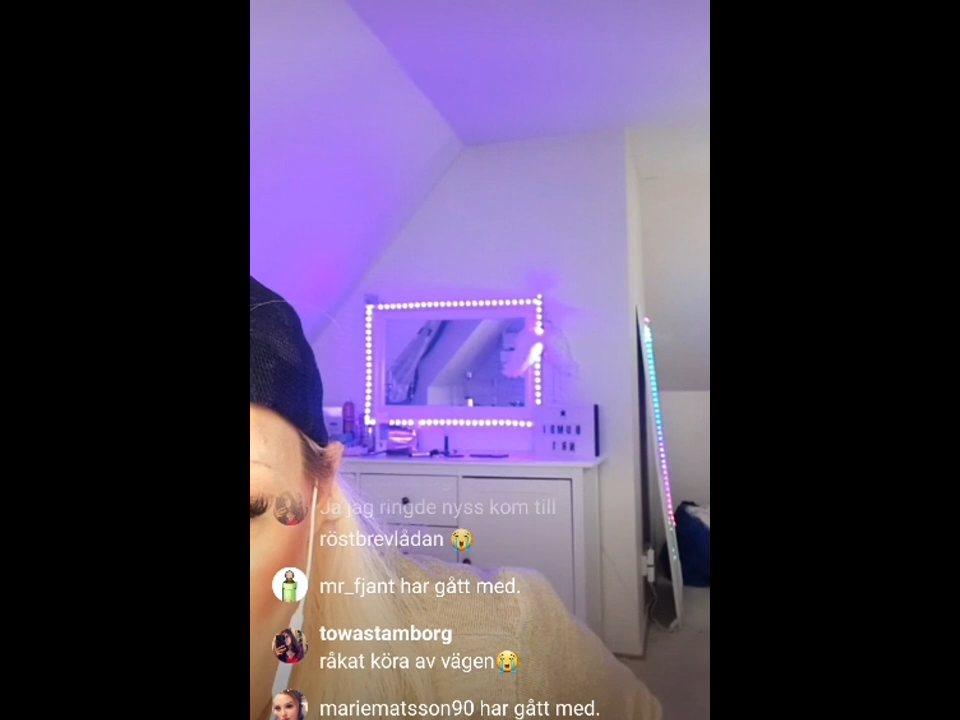 Ja jag ringde nyss kom till
röstbrevlådan 😭
mr_fjant har gått med.
towastamborg
råkat köra av vägen😭
mariematsson90 har gått med.